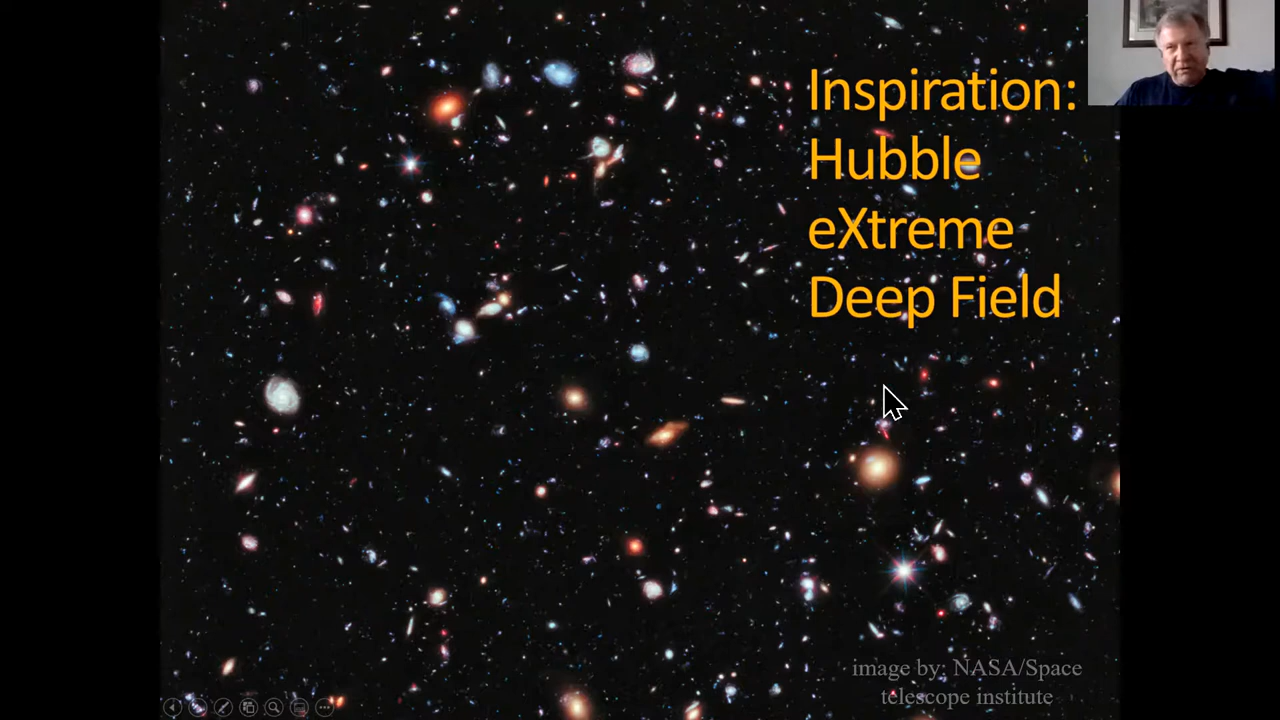 Inspiration:
Hubble
eXtreme
Deep Field
image by: NASA/Space
telescope institute